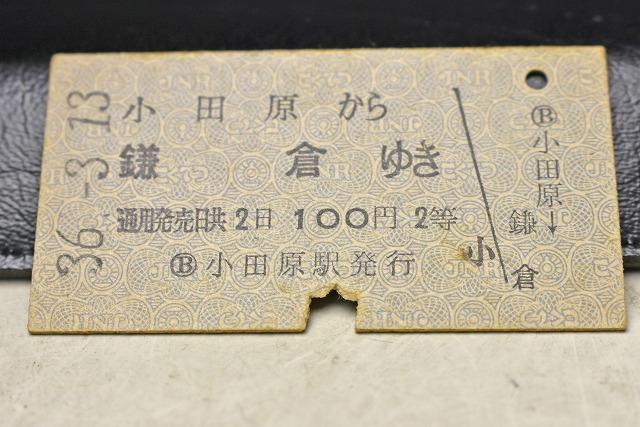 36-3.13
小田原から
鎌倉ゆき
通用発売日共2日 100円 2等
Ⓑ小田原駅発行
小
Ⓑ小田原→
鎌倉